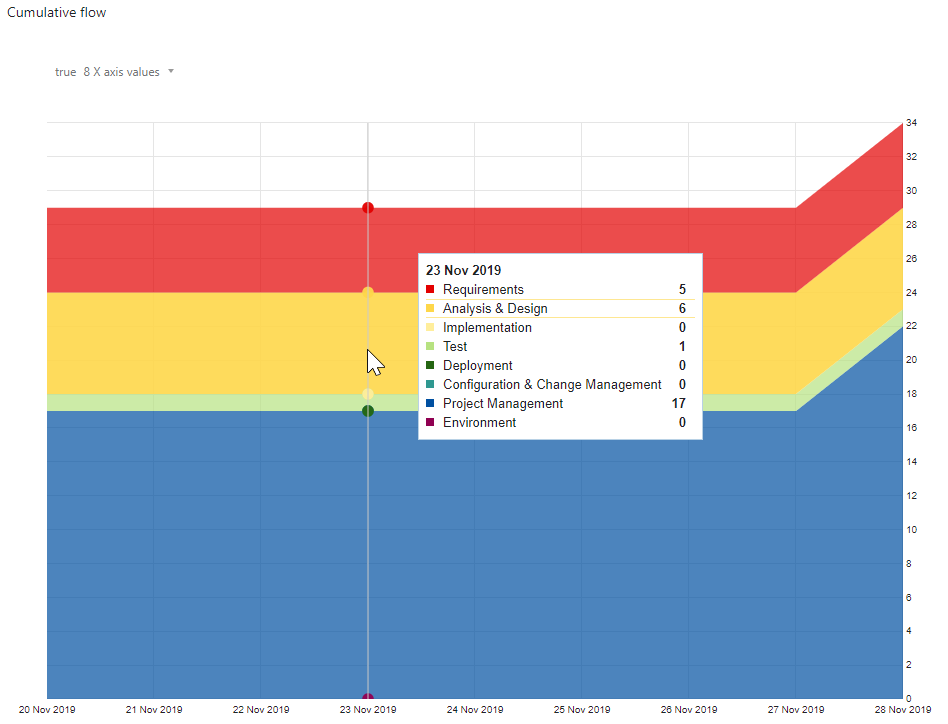 Cumulative flow
true 8 X axis values
34
32
30
28
26
24
22
20
18
16
14
12
10
8
6
4
2
0
23 Nov 2019
Requirements 5
Analysis & Design 6
Implementation 0
Test 1
Deployment 0
Configuration & Change Management 0
Project Management 17
Environment 0
20 Nov 2019 21 Nov 2019 22 Nov 2019 23 Nov 2019 24 Nov 2019 25 Nov 2019 26 Nov 2019 27 Nov 2019 28 Nov 2019